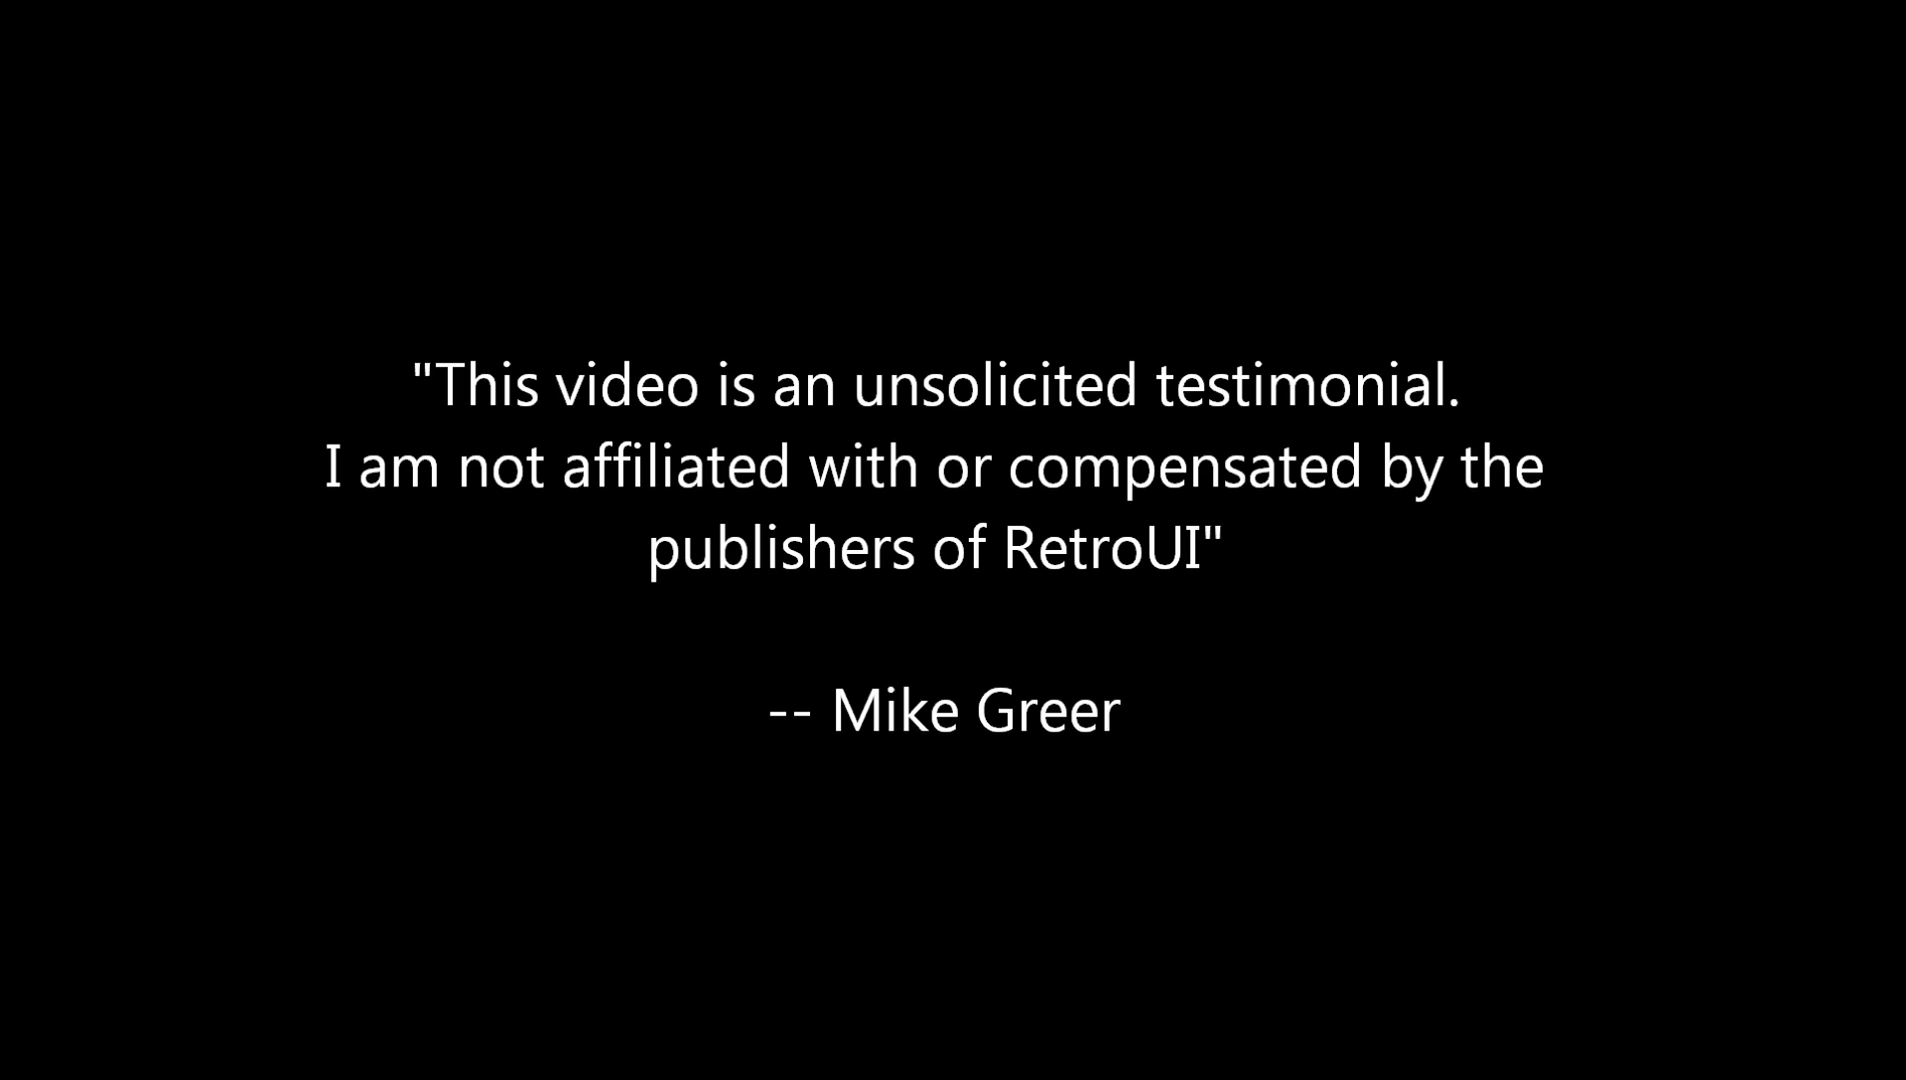 "This video is an unsolicited testimonial.
I am not affiliated with or compensated by the
publishers of RetroUI"
-- Mike Greer